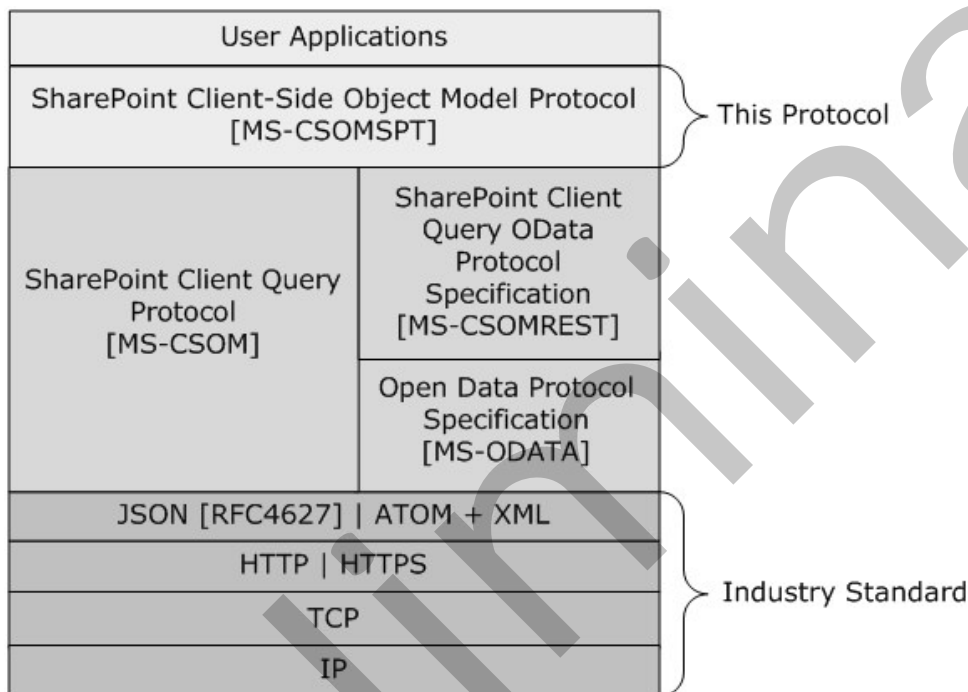 User Applications
SharePoint Client-Side Object Model Protocol
[MS-CSOMSPT]
This Protocol
SharePoint Client Query
Protocol
[MS-CSOM]
SharePoint Client
Query OData
Protocol
Specification
[MS-CSOMREST]
Open Data Protocol
Specification
[MS-ODATA]
JSON [RFC4627] | ATOM + XML
HTTP | HTTPS
TCP
IP
Industry Standard